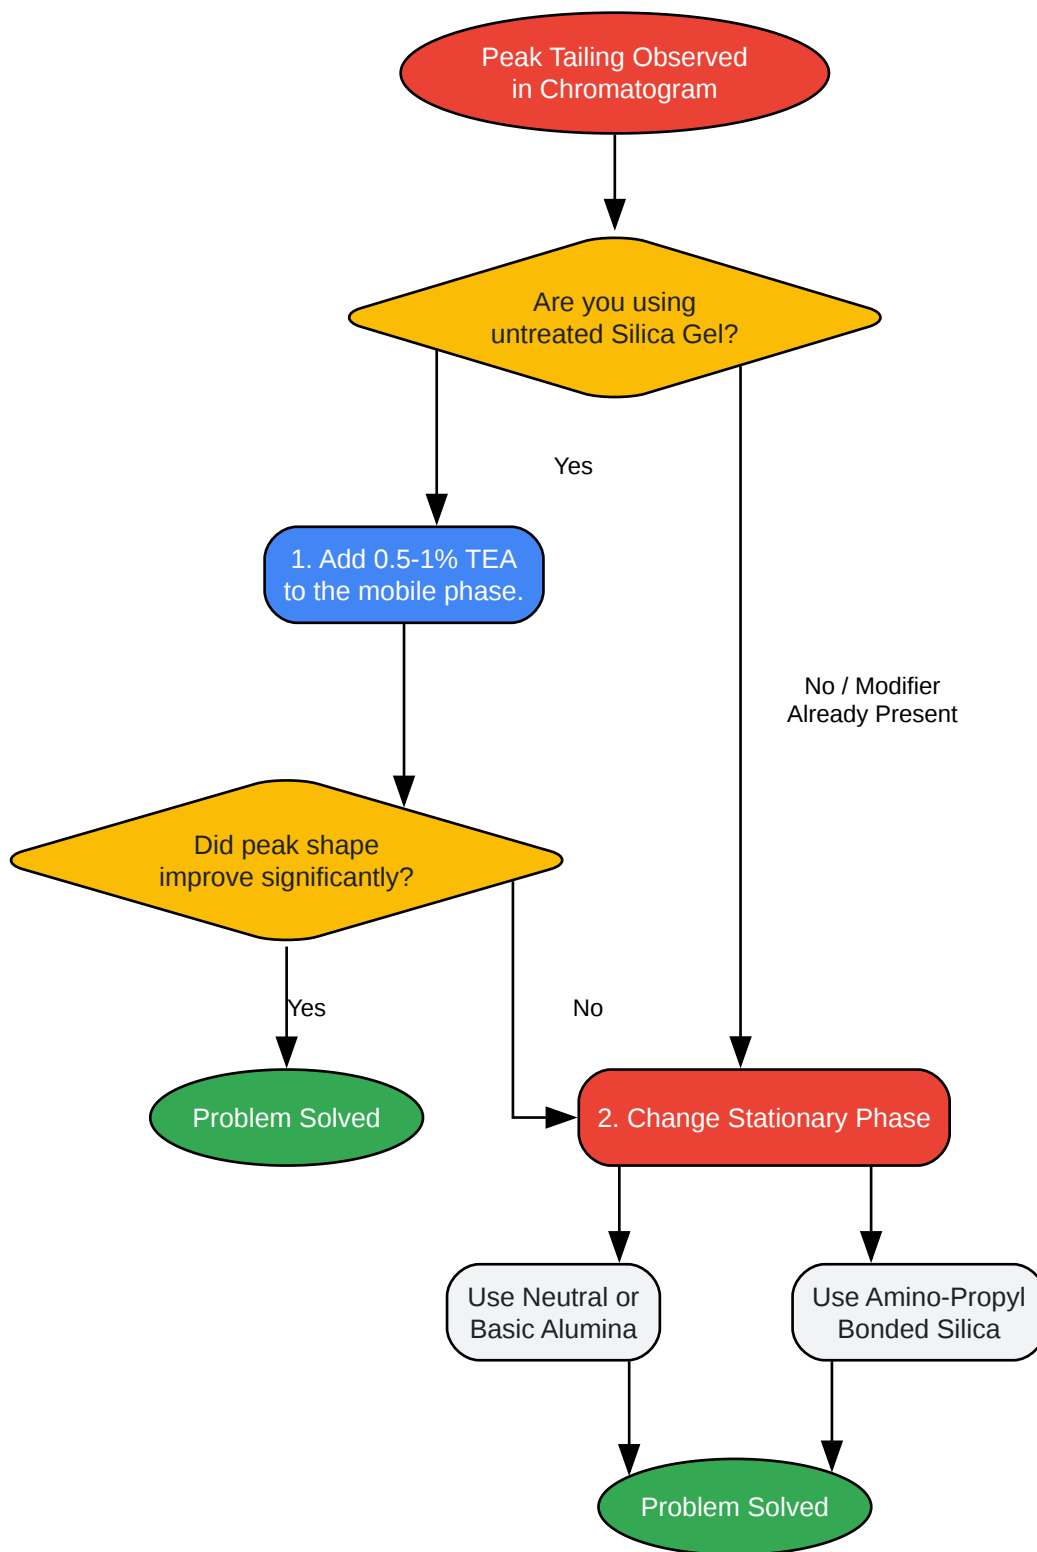 Peak Tailing Observed
in Chromatogram
Are you using
untreated Silica Gel?
Yes
1. Add 0.5-1% TEA
to the mobile phase.
No / Modifier
Already Present
Did peak shape
improve significantly?
Yes
No
Problem Solved
2. Change Stationary Phase
Use Neutral or
Basic Alumina
Use Amino-Propyl
Bonded Silica
Problem Solved